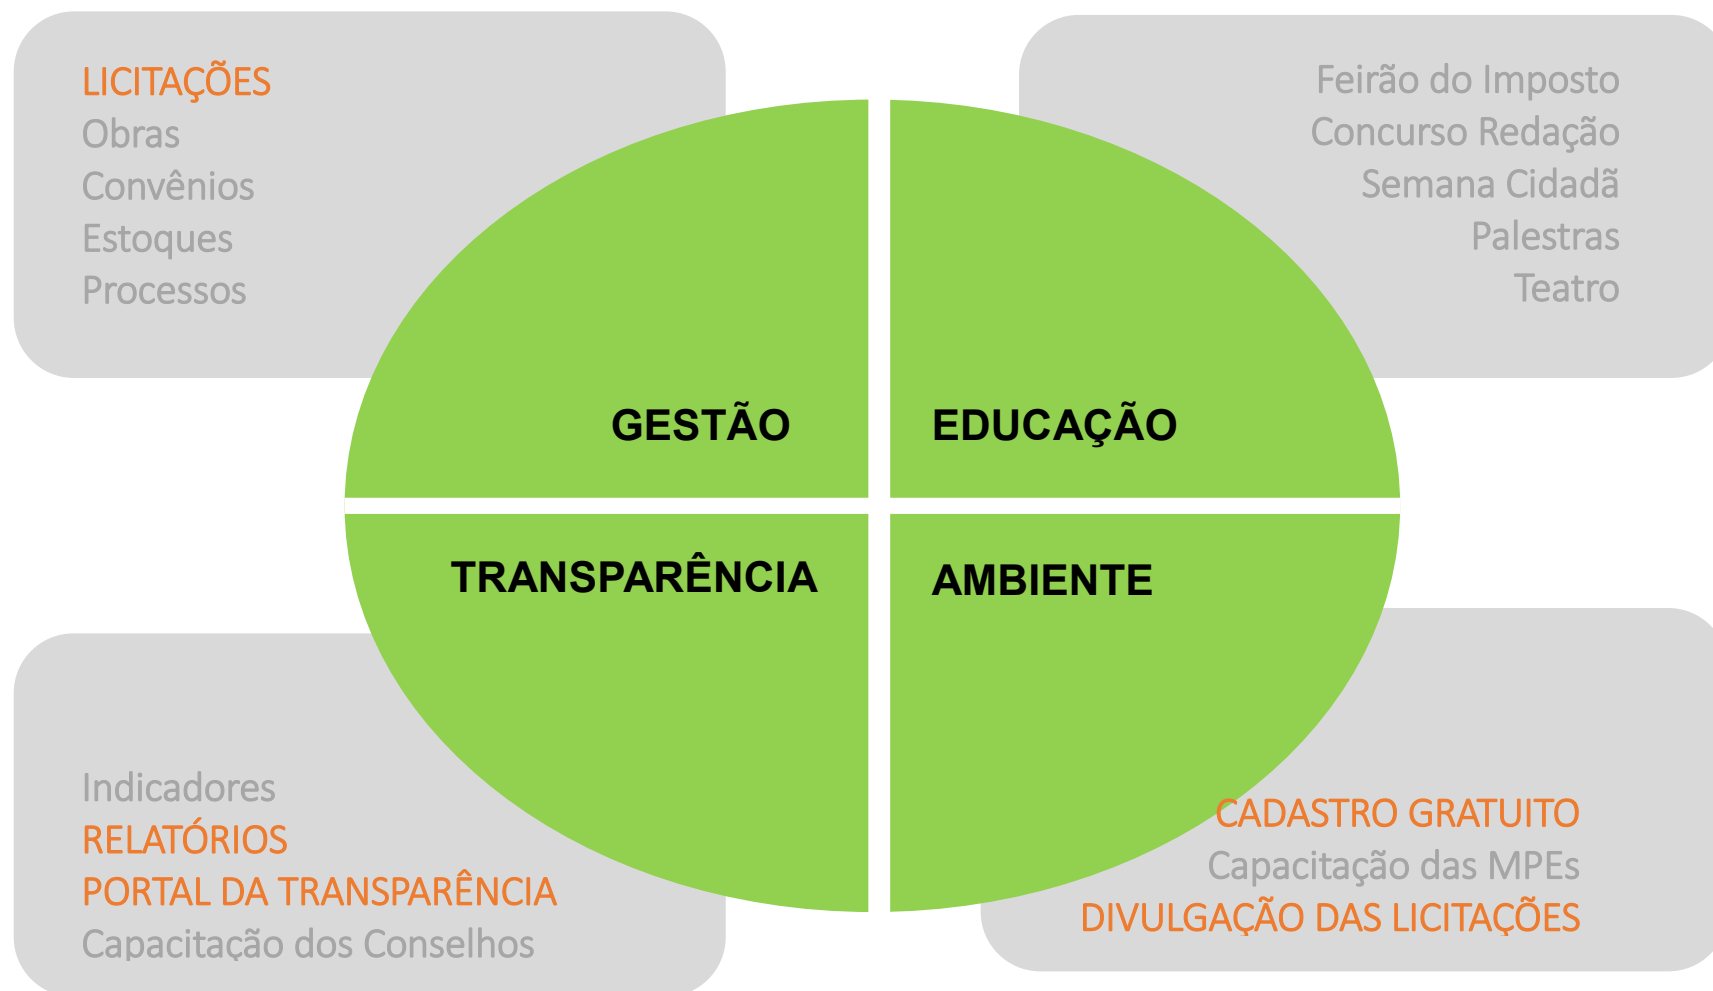 LICITAÇÕES
Obras
Convênios
Estoques
Processos
Feirão do Imposto
Concurso Redação
Semana Cidadã
Palestras
Teatro
GESTÃO
EDUCAÇÃO
TRANSPARÊNCIA
AMBIENTE
Indicadores
RELATÓRIOS
PORTAL DA TRANSPARÊNCIA
Capacitação dos Conselhos
CADASTRO GRATUITO
Capacitação das MPEs
DIVULGAÇÃO DAS LICITAÇÕES